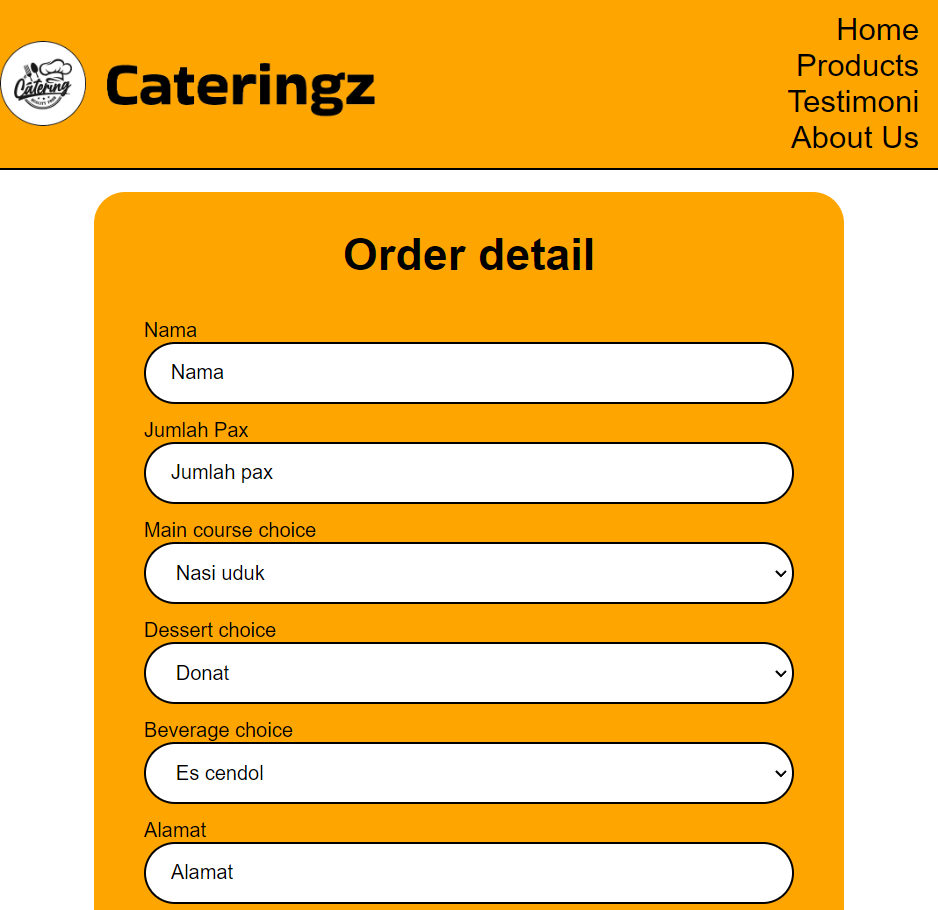 Catering
Cateringz
Home
Products
Testimoni
About Us
Order detail
Nama
Nama
Jumlah Pax
Jumlah pax
Main course choice
Nasi uduk
Dessert choice
Donat
Beverage choice
Es cendol
Alamat
Alamat